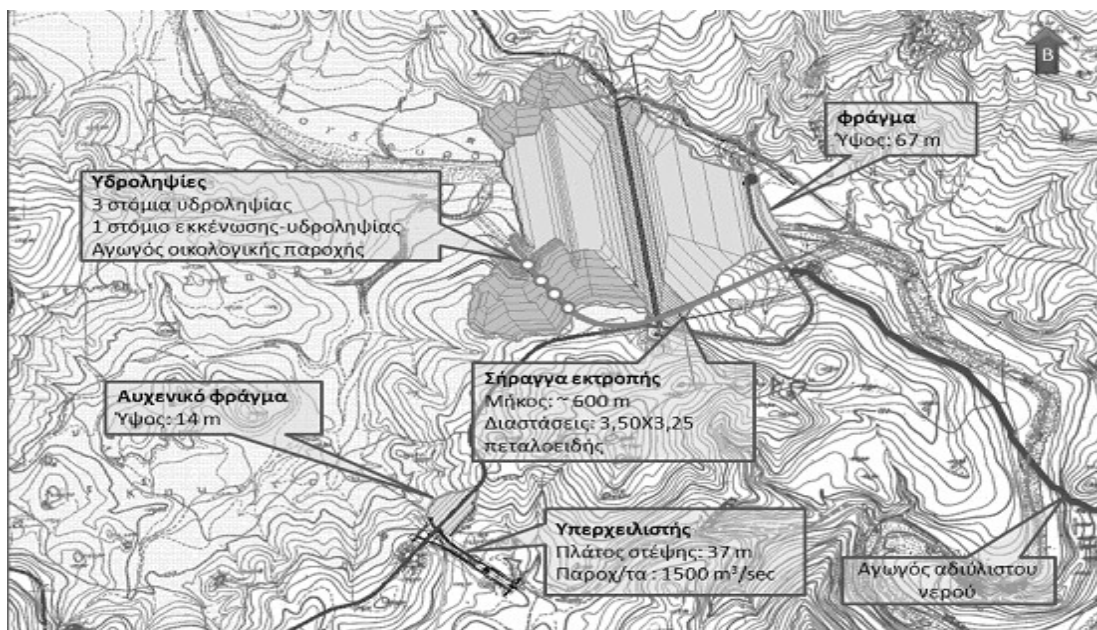 B
φράγμα
Ύψος: 67 m
Υδροληψίες
3 στόμια υδροληψίας
1 στόμιο εκκένωσης-υδροληψίας
Αγωγός οικολογικής παροχής
Σήραγγα εκτροπής
Μήκος: ~ 600 m
Διαστάσεις: 3,50X3,25
πεταλοειδής
Αυχενικό φράγμα
Ύψος: 14 m
Υπερχειλιστής
Πλάτος στέψης: 37 m
Παροχ/τα : 1500 m³/sec
Αγωγός αδιύλιστου
νερού